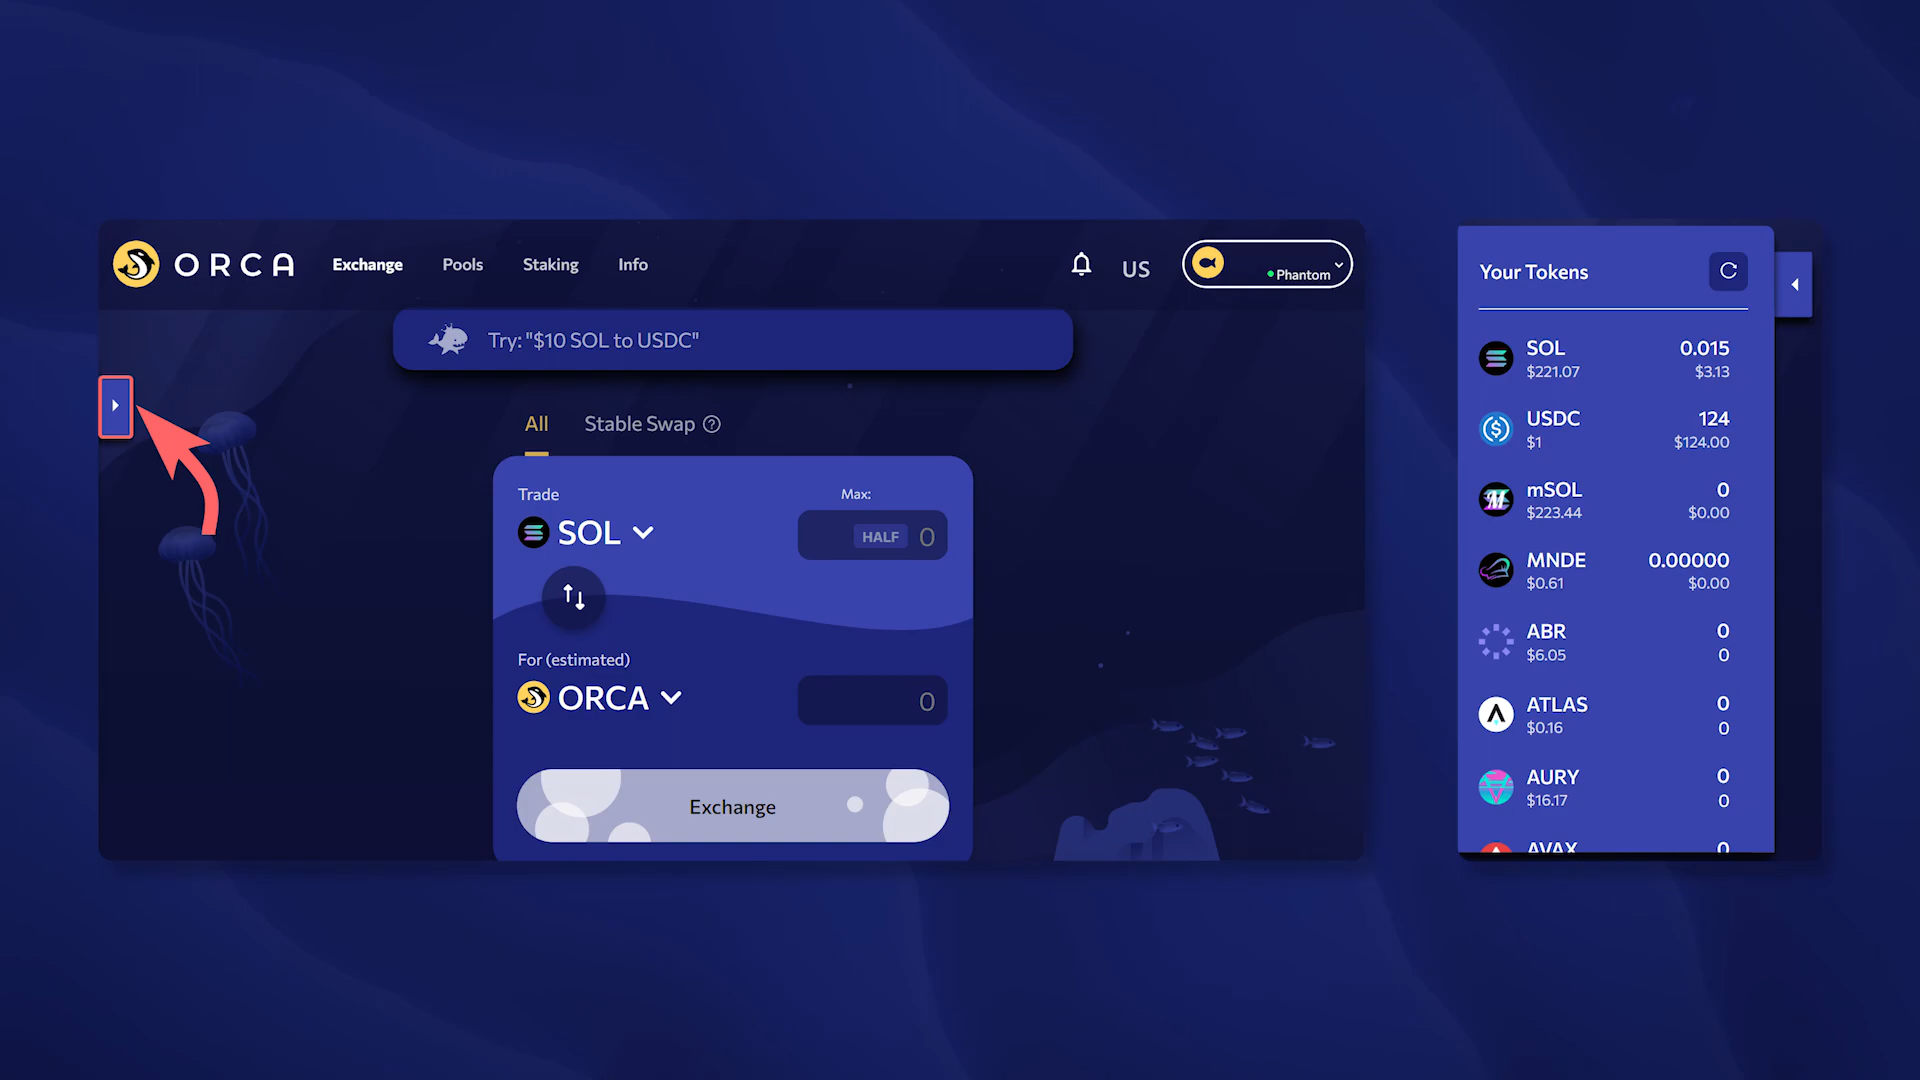 ORCA
Exchange
Pools
Staking
Info
US
Phantom
Try: "$10 SOL to USDC"
All
Stable Swap ?
Trade
Max:
SOL
HALF 0
For (estimated)
ORCA
0
Exchange
Your Tokens
SOL 0.015
$221.07 $3.13
USDC 124
$1 $124.00
mSOL 0
$223.44 $0.00
MNDE 0.00000
$0.61 $0.00
ABR 0
$6.05 0
ATLAS 0
$0.16 0
AURY 0
$16.17 0
AVAX 0